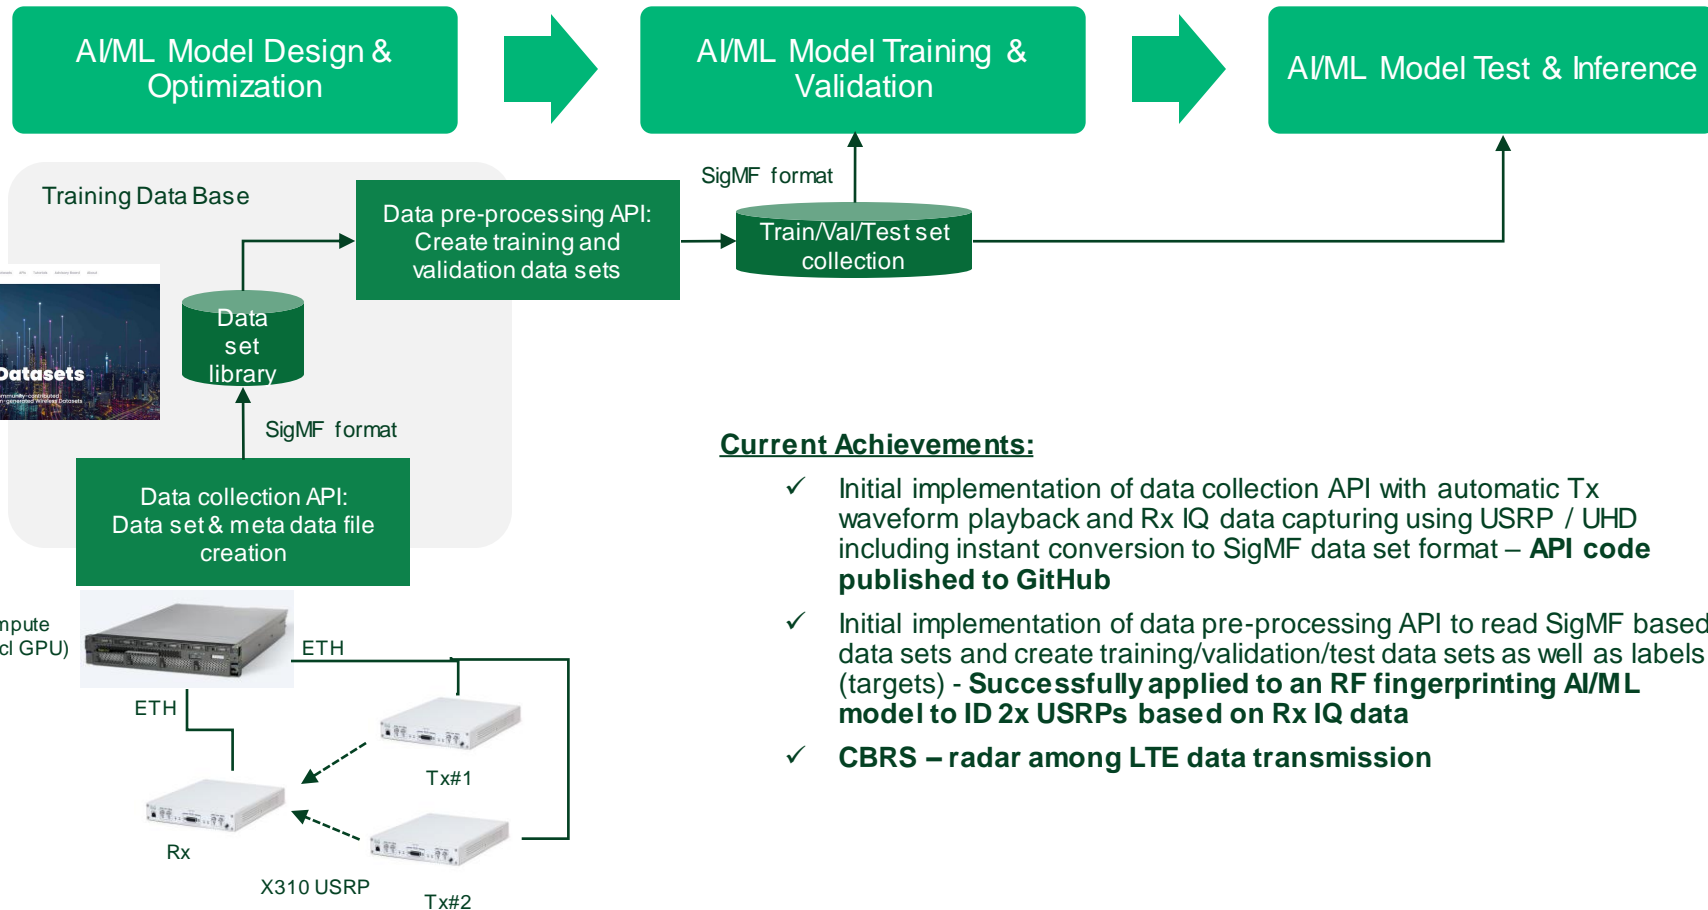 AI/ML Model Design &
Optimization
AI/ML Model Training &
Validation
AI/ML Model Test & Inference
Training Data Base
Data pre-processing API:
Create training and
validation data sets
SigMF format
Train/Val/Test set
collection
Datasets
Data
set
library
SigMF format
Data collection API:
Data set & meta data file
creation
GPU)
ETH
ETH
Tx#1
Rx
X310 USRP
Tx#2
Current Achievements:
✓ Initial implementation of data collection API with automatic Tx
waveform playback and Rx IQ data capturing using USRP / UHD
including instant conversion to SigMF data set format – API code
published to GitHub
✓ Initial implementation of data pre-processing API to read SigMF based
data sets and create training/validation/test data sets as well as labels
(targets) - Successfully applied to an RF fingerprinting AI/ML
model to ID 2x USRPs based on Rx IQ data
✓ CBRS – radar among LTE data transmission